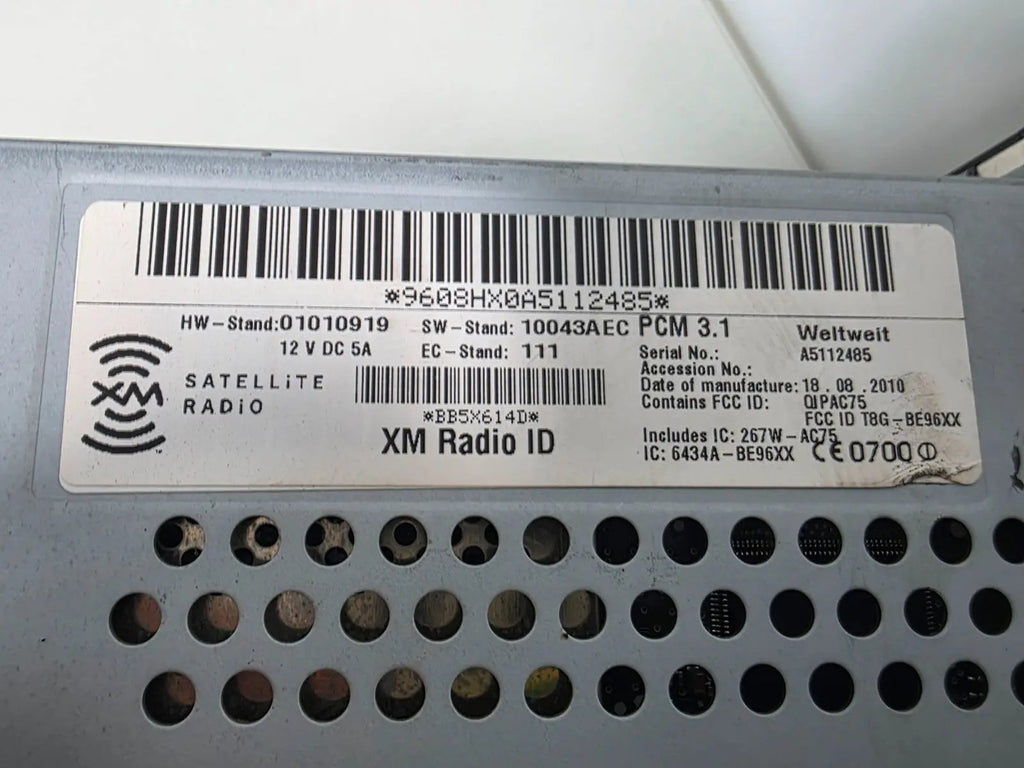 *9608HX0A5112485*
HW-Stand:01010919 SW-Stand: 10043AEC PCM 3.1 Weltweit
12 V DC 5A EC-Stand: 111
Serial No.: A5112485
Accession No.:
Date of manufacture: 18.08.2010
Contains FCC ID: QIPAC75
FCC ID T8G-BE96XX
Includes IC: 267W-AC75
IC: 6434A-BE96XX CE0700
XM SATELLiTE
RADiO
*BB5X614D*
XM Radio ID